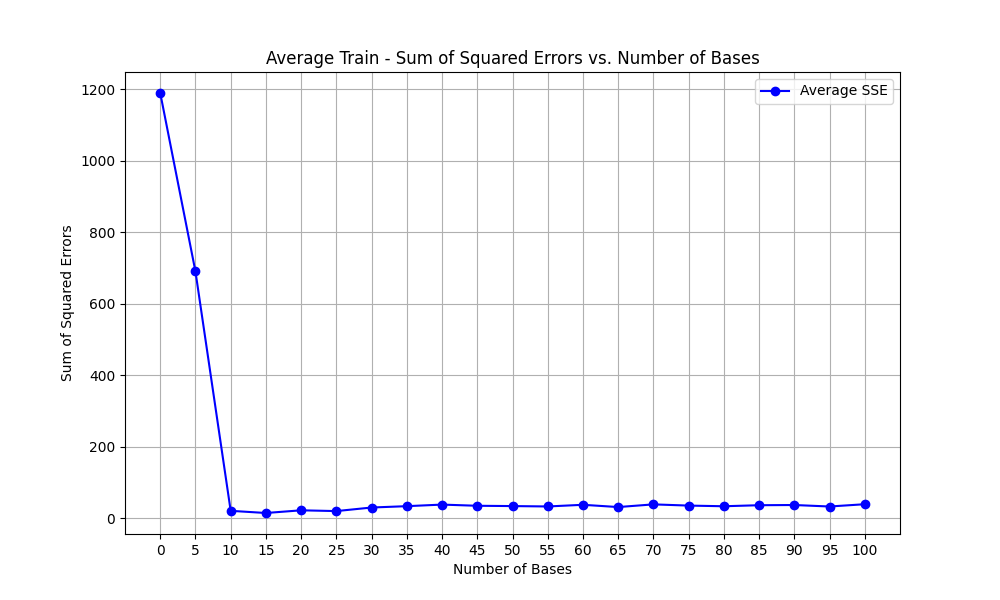 Average Train - Sum of Squared Errors vs. Number of Bases
Average SSE
1200
1000
800
600
400
200
0
Sum of Squared Errors
0 5 10 15 20 25 30 35 40 45 50 55 60 65 70 75 80 85 90 95 100
Number of Bases